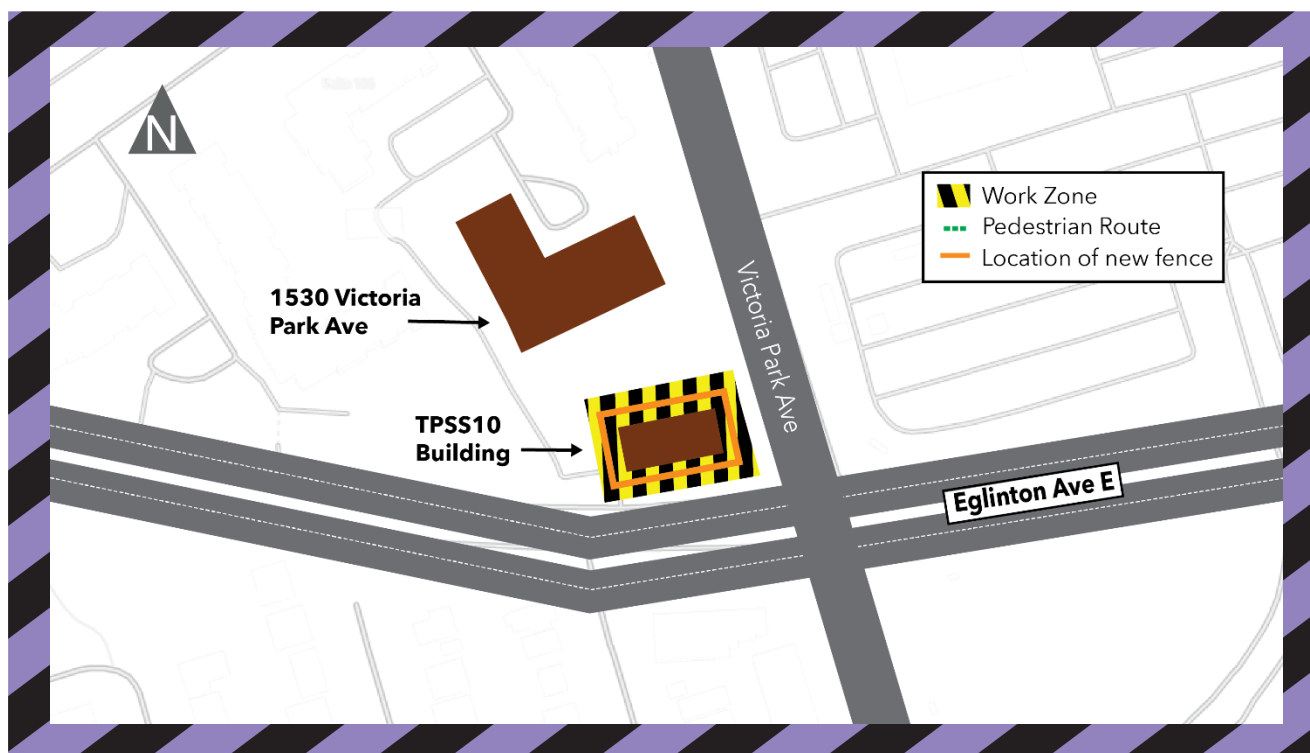 N
Work Zone
Pedestrian Route
Location of new fence
1530 Victoria
Park Ave
Victoria Park Ave
TPSS10
Building
Eglinton Ave E